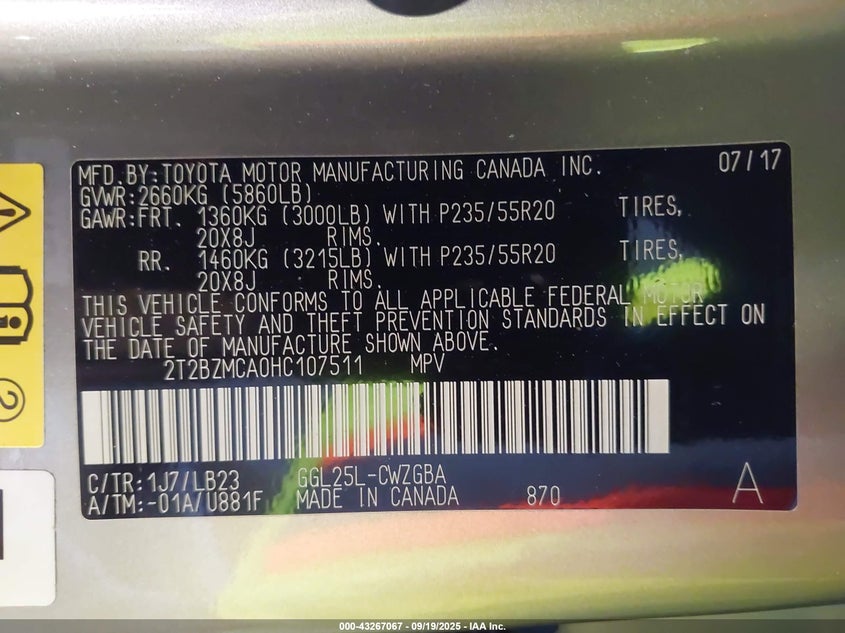 MFD.BY:TOYOTA MOTOR MANUFACTURING CANADA INC. 07/17
GVWR:2660KG (5860LB)
GAWR:FRT. 1360KG (3000LB) WITH P235/55R20 TIRES,
20X8J RIMS.
RR. 1460KG (3215LB) WITH P235/55R20 TIRES,
20X8J RIMS.
THIS VEHICLE CONFORMS TO ALL APPLICABLE FEDERAL MOTOR
VEHICLE SAFETY AND THEFT PREVENTION STANDARDS IN EFFECT ON
THE DATE OF MANUFACTURE SHOWN ABOVE.
2T2BZMCA0HC107511 MPV
C/TR:1J7/LB23 GGL25L-CWZGBA
A/TM:-01A/U881F MADE IN CANADA 870 A
2
000-43267067 - 09/19/2025 - IAA Inc.